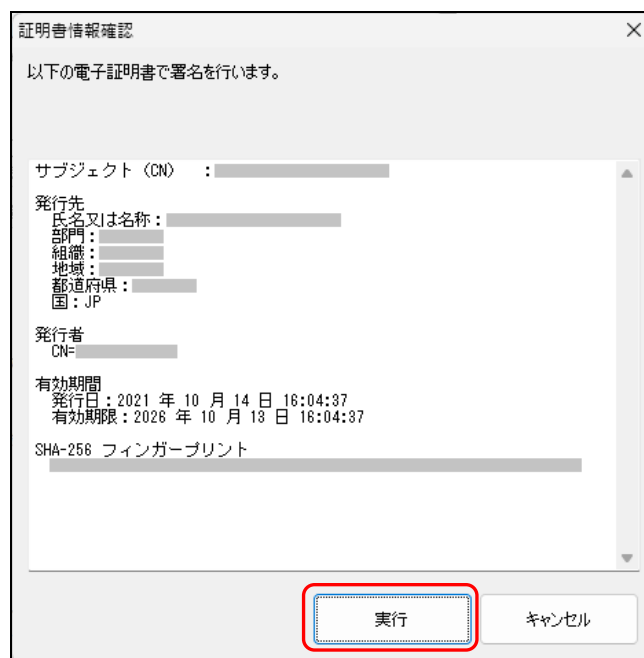 証明書情報確認
以下の電子証明書で署名を行います。
サブジェクト（CN） ：
発行先
氏名又は名称：
部門：
組織：
地域：
都道府県：
国：JP
発行者
CN=
有効期間
発行日：2021 年 10 月 14 日 16:04:37
有効期限：2026 年 10 月 13 日 16:04:37
SHA-256 フィンガープリント
実行
キャンセル